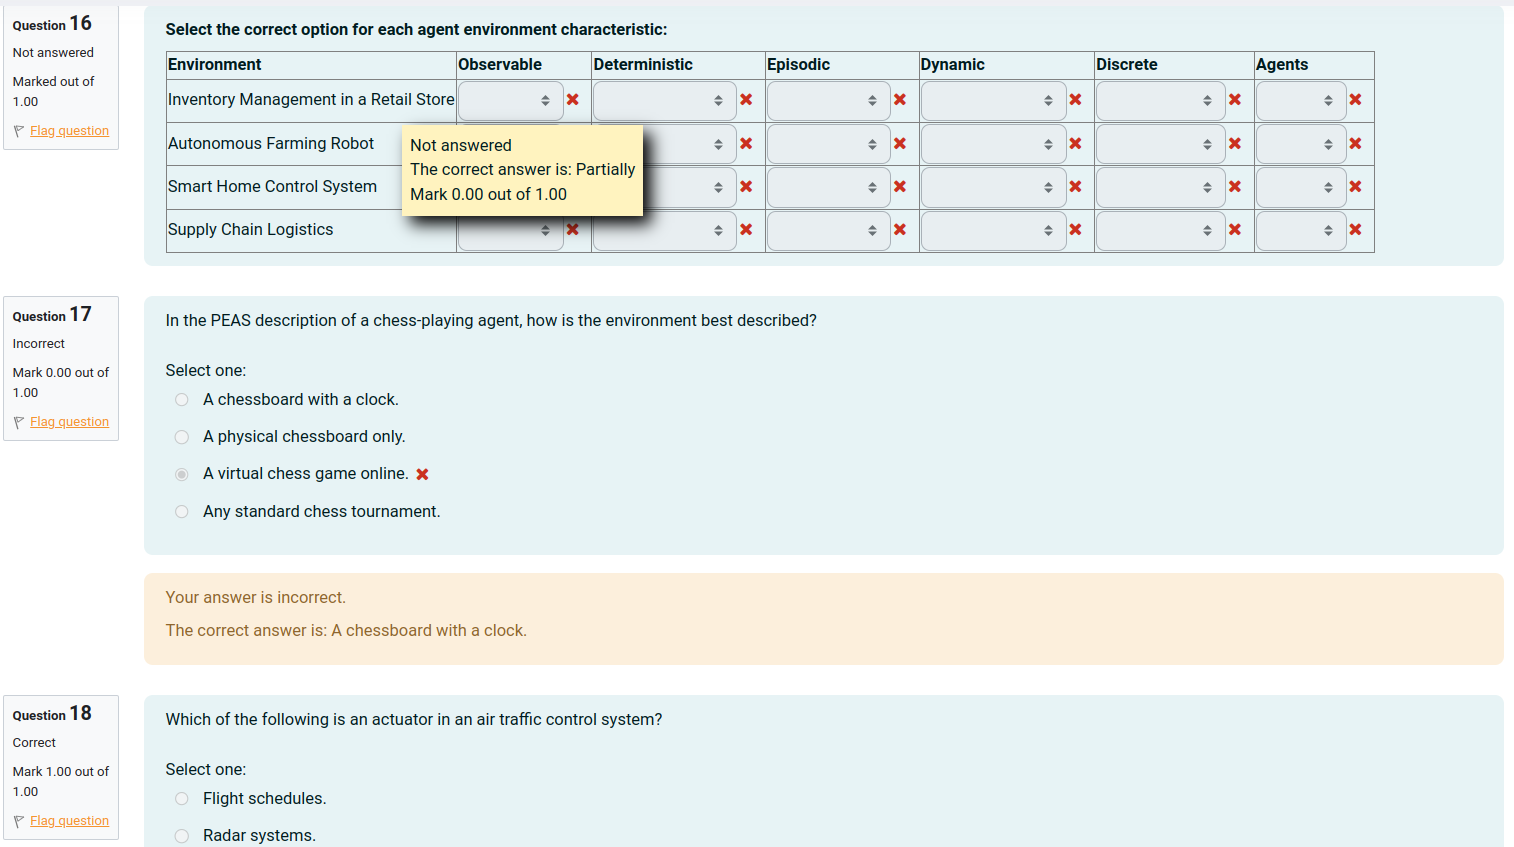 Question 16
Not answered
Marked out of
1.00
Flag question
Select the correct option for each agent environment characteristic:
Environment Observable Deterministic Episodic Dynamic Discrete Agents
Inventory Management in a Retail Store
Autonomous Farming Robot
Smart Home Control System
Supply Chain Logistics
Not answered
The correct answer is: Partially
Mark 0.00 out of 1.00
Question 17
Incorrect
Mark 0.00 out of
1.00
Flag question
In the PEAS description of a chess-playing agent, how is the environment best described?
Select one:
A chessboard with a clock.
A physical chessboard only.
A virtual chess game online.
Any standard chess tournament.
Your answer is incorrect.
The correct answer is: A chessboard with a clock.
Question 18
Correct
Mark 1.00 out of
1.00
Flag question
Which of the following is an actuator in an air traffic control system?
Select one:
Flight schedules.
Radar systems.